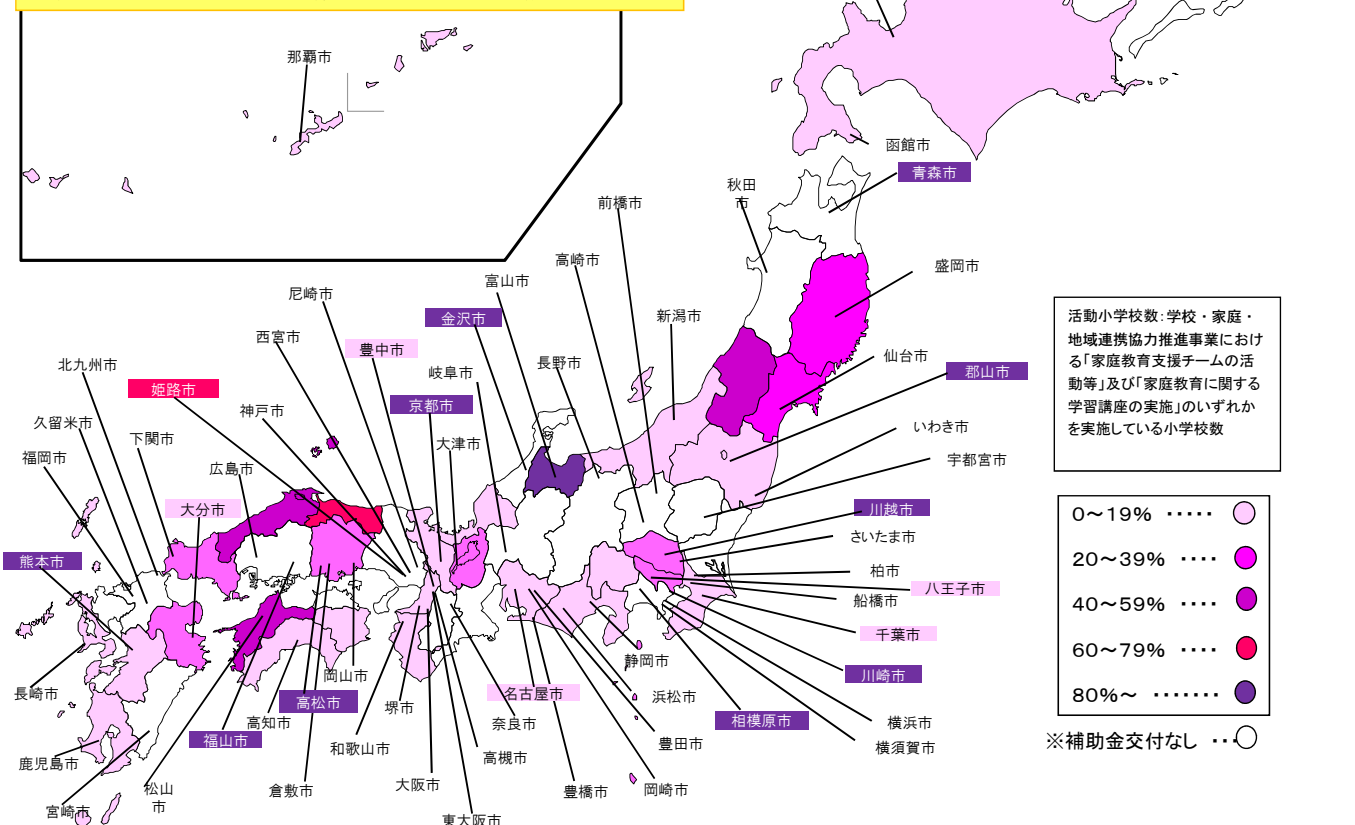 那覇市
函館市
青森市
秋田
市
前橋市
高崎市
盛岡市
富山市
尼崎市
金沢市
新潟市
西宮市
豊中市
仙台市
長野市
北九州市
岐阜市
郡山市
姫路市
京都市
神戸市
久留米市
大津市
いわき市
下関市
福岡市
広島市
宇都宮市
大分市
川越市
さいたま市
熊本市
柏市
八王子市
船橋市
千葉市
静岡市
岡山市
川崎市
長崎市
名古屋市
浜松市
高松市
堺市
高知市
奈良市
相模原市
横浜市
福山市
和歌山市
豊田市
横須賀市
高槻市
鹿児島市
大阪市
松山
市
倉敷市
豊橋市
岡崎市
宮崎市
東大阪市
活動小学校数：学校・家庭・
地域連携協力推進事業におけ
る「家庭教育支援チームの活
動等」及び「家庭教育に関する
学習講座の実施」のいずれか
を実施している小学校数
0～19% ‥‥‥
20～39% ‥‥
40～59% ‥‥
60～79% ‥‥
80%～ ‥‥‥‥
※補助金交付なし ‥‥